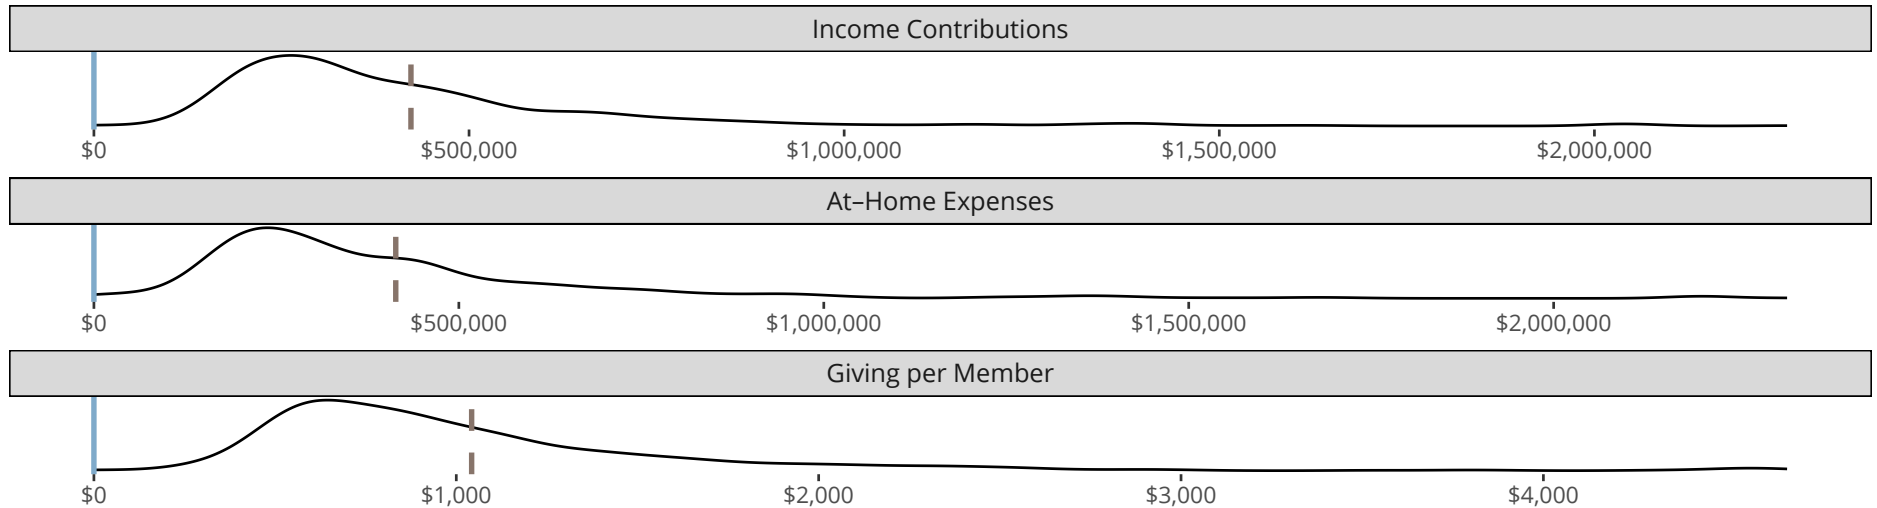 Income Contributions
$0 $500,000 $1,000,000 $1,500,000 $2,000,000
At–Home Expenses
$0 $500,000 $1,000,000 $1,500,000 $2,000,000
Giving per Member
$0 $1,000 $2,000 $3,000 $4,000